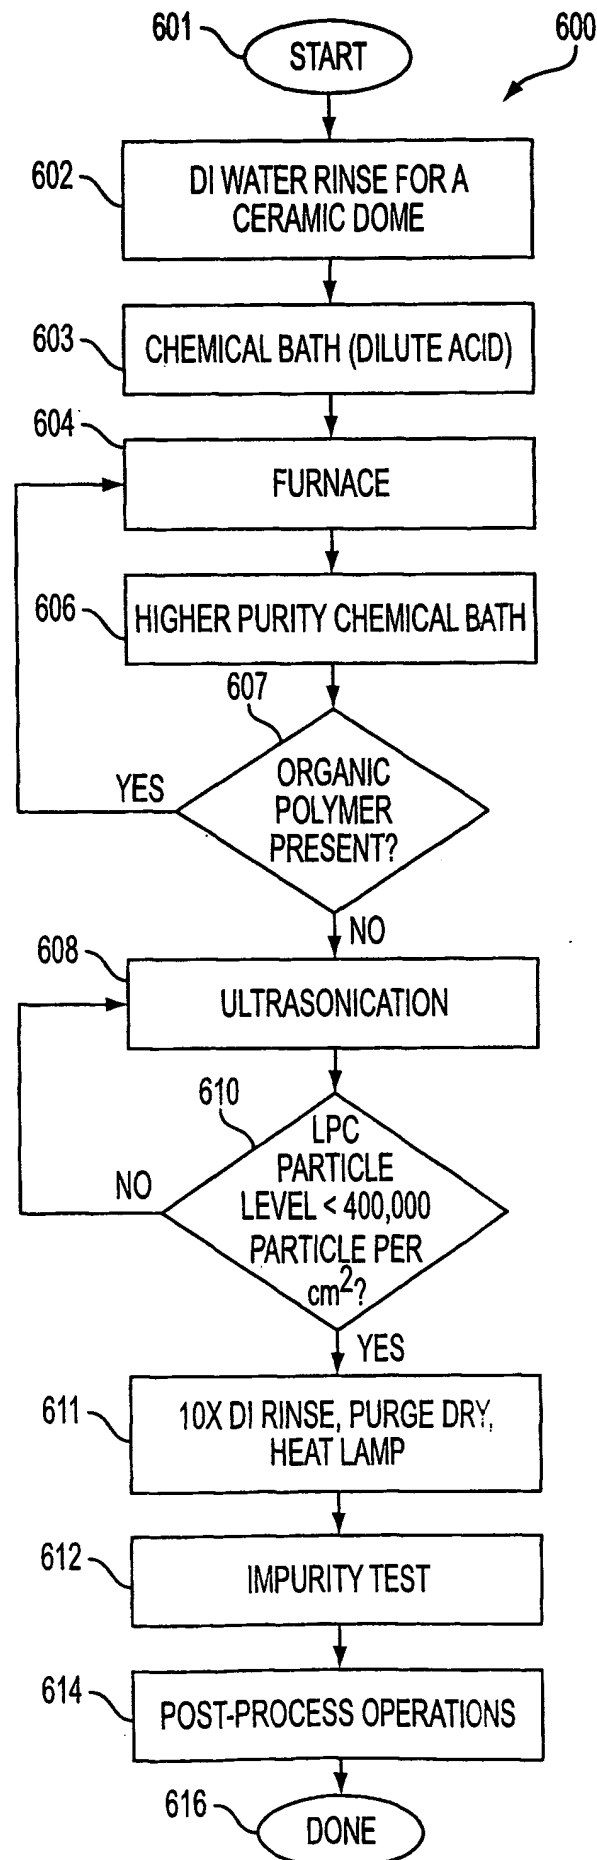 601
START
600
602
DI WATER RINSE FOR A
CERAMIC DOME
603
CHEMICAL BATH (DILUTE ACID)
604
FURNACE
606
HIGHER PURITY CHEMICAL BATH
607
YES
ORGANIC
POLYMER
PRESENT?
NO
608
ULTRASONICATION
610
NO
LPC
PARTICLE
LEVEL < 400,000
PARTICLE PER
cm²?
YES
611
10X DI RINSE, PURGE DRY,
HEAT LAMP
612
IMPURITY TEST
614
POST-PROCESS OPERATIONS
616
DONE